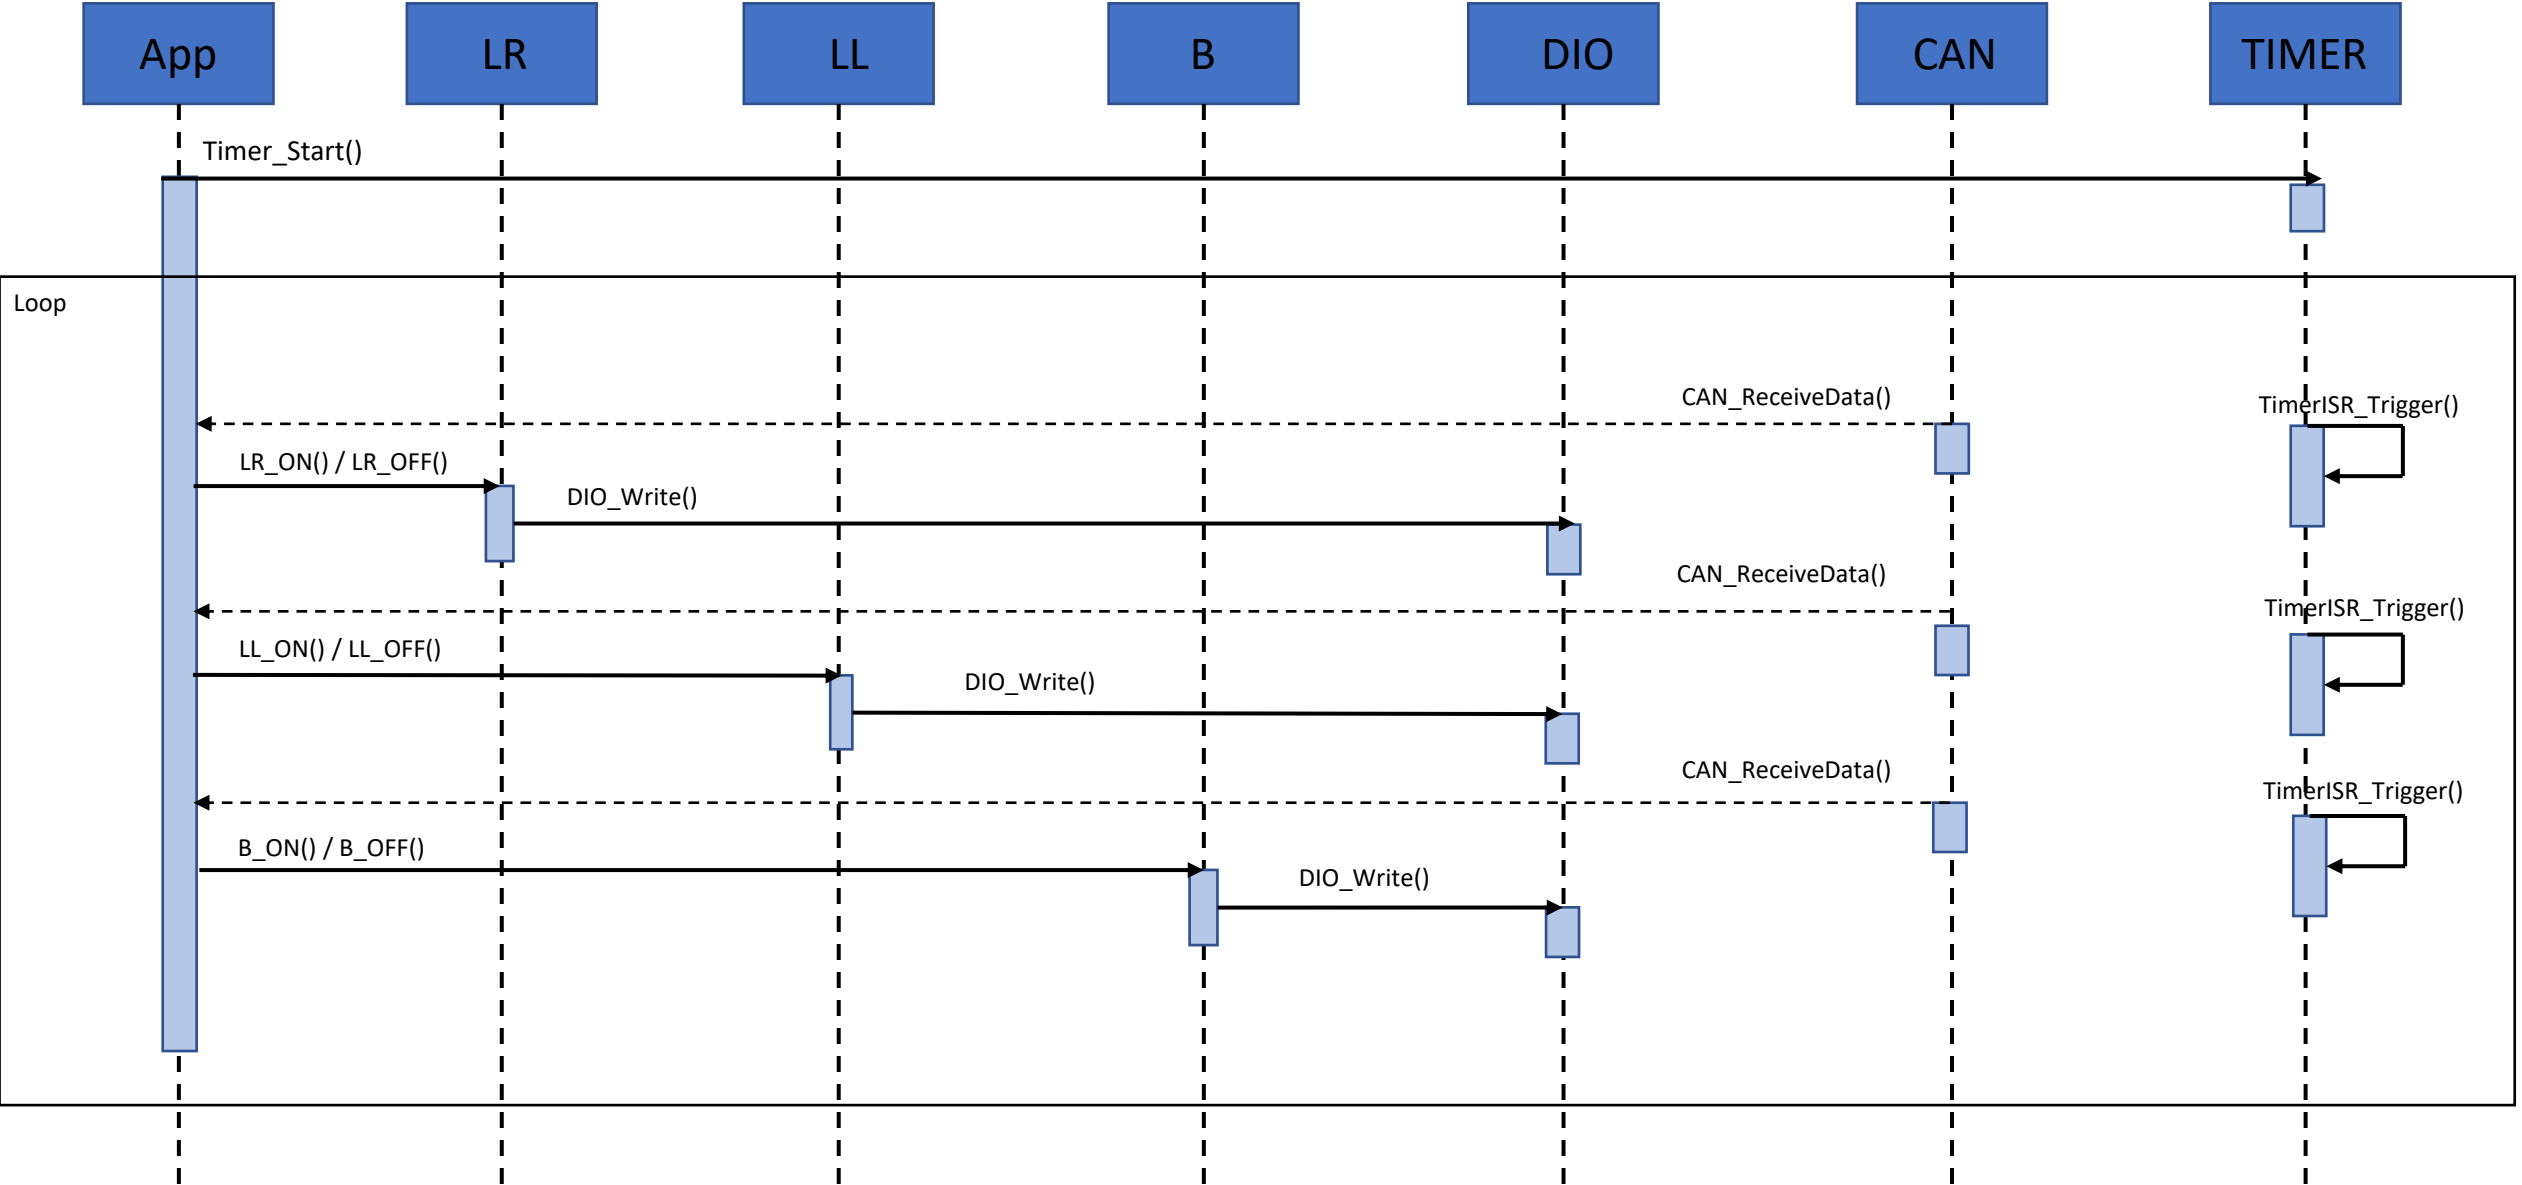 App
LR
LL
B
DIO
CAN
TIMER
Timer_Start()
Loop
CAN_ReceiveData()
TimerISR_Trigger()
LR_ON() / LR_OFF()
DIO_Write()
CAN_ReceiveData()
TimerISR_Trigger()
LL_ON() / LL_OFF()
DIO_Write()
CAN_ReceiveData()
TimerISR_Trigger()
B_ON() / B_OFF()
DIO_Write()